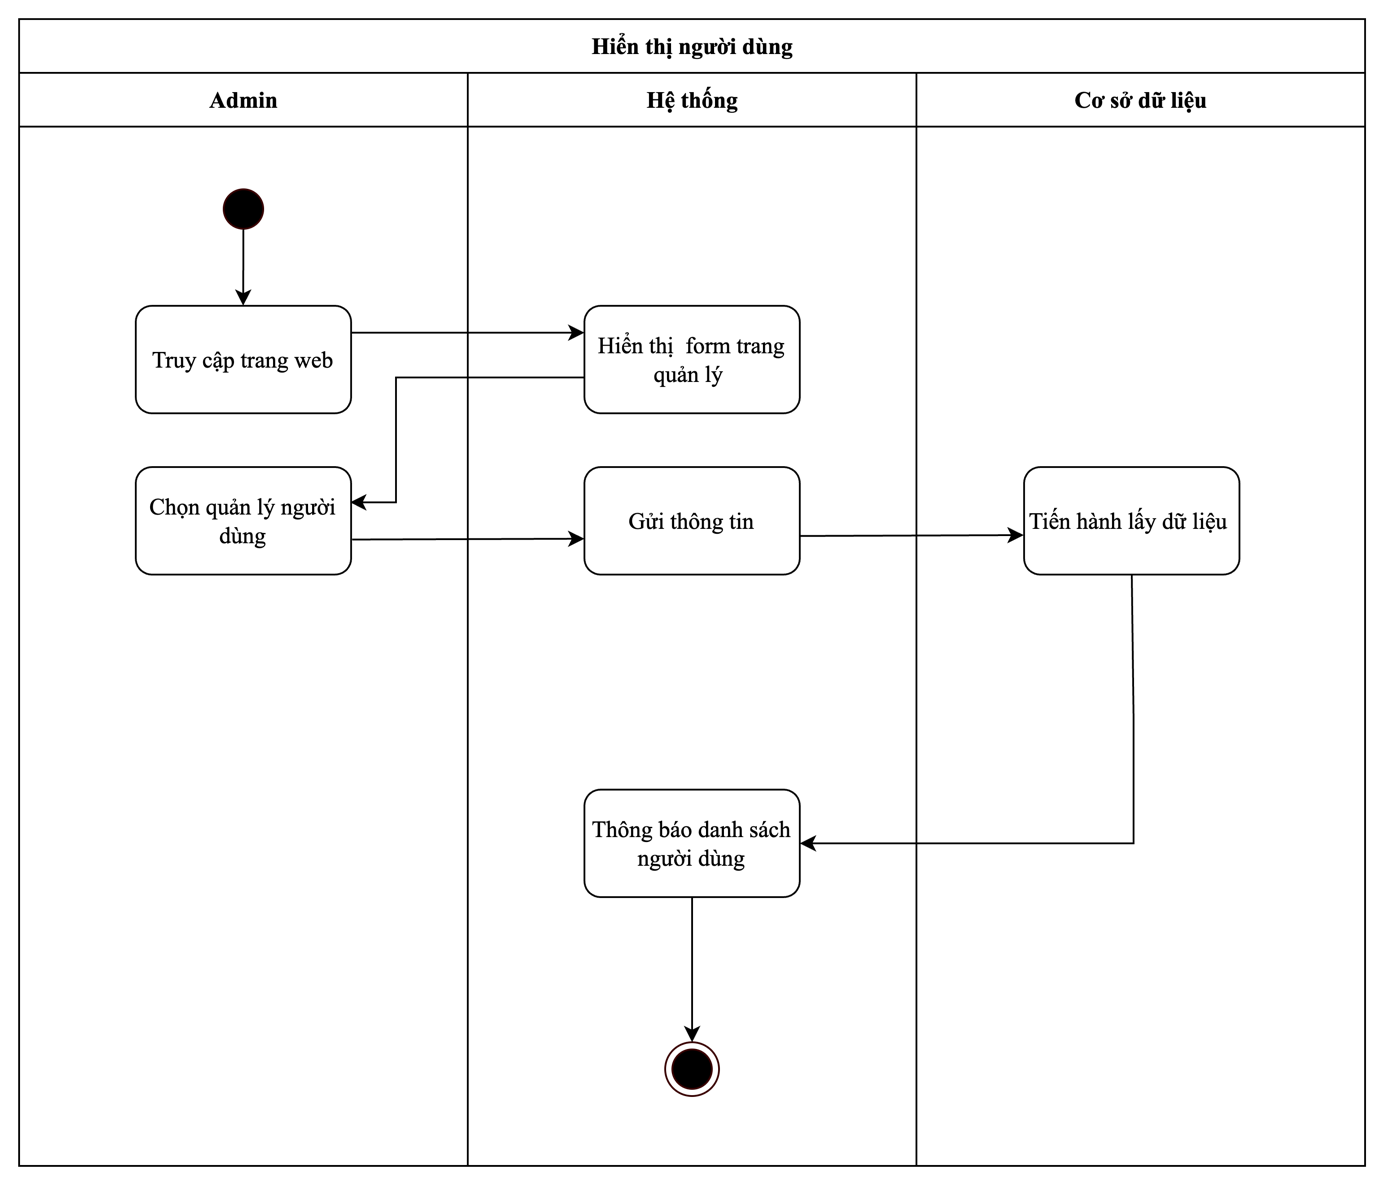 Hiển thị người dùng
Admin
Hệ thống
Cơ sở dữ liệu
Truy cập trang web
Hiển thị  form trang
quản lý
Chọn quản lý người
dùng
Gửi thông tin
Tiến hành lấy dữ liệu
Thông báo danh sách
người dùng